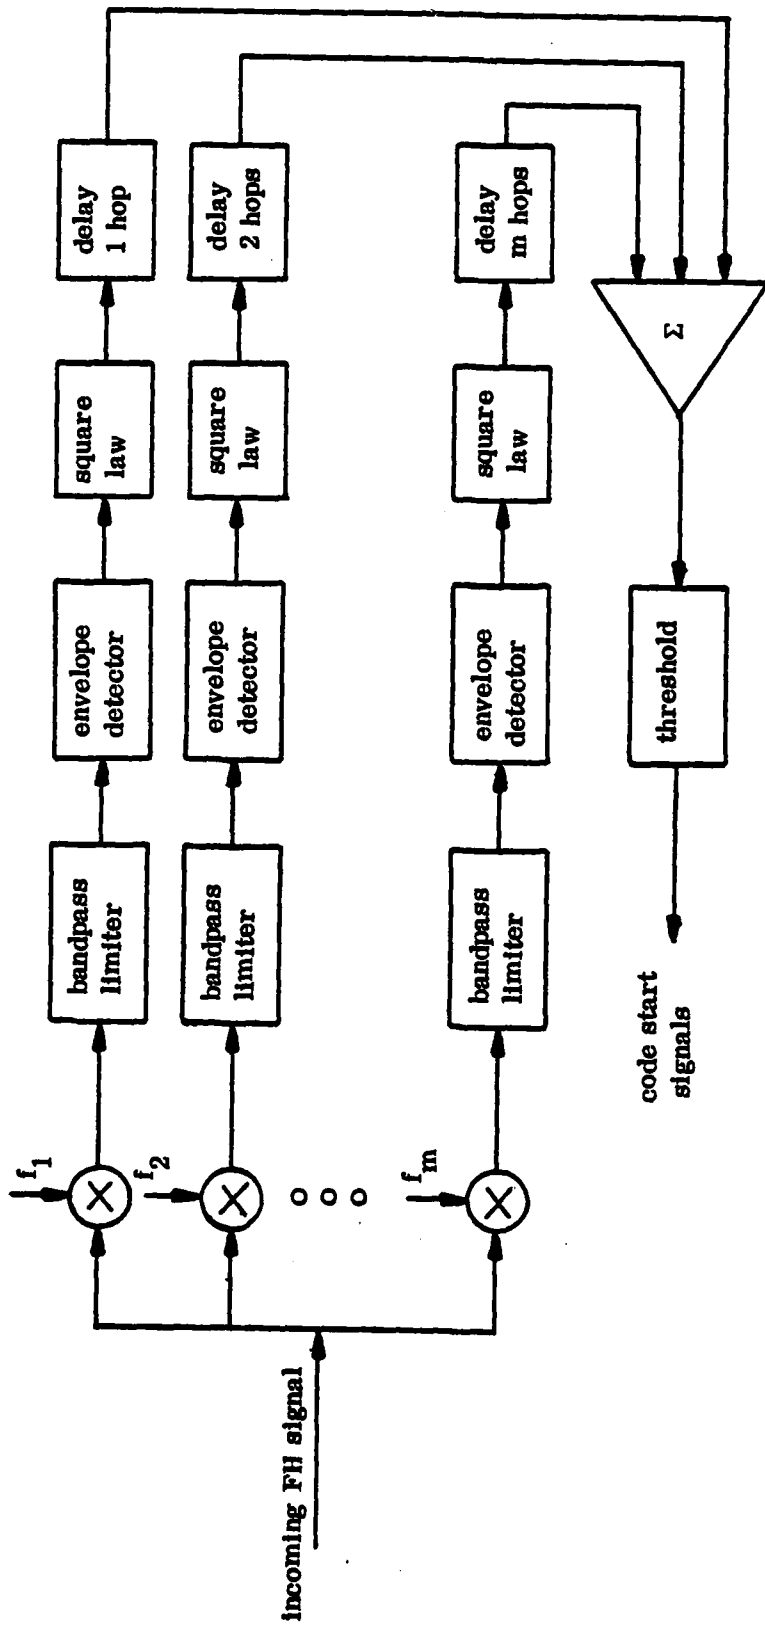 incoming FH signal
f1
bandpass
limiter
envelope
detector
square
law
delay
1 hop
f2
bandpass
limiter
envelope
detector
square
law
delay
2 hops
fm
bandpass
limiter
envelope
detector
square
law
delay
m hops
Σ
threshold
code start
signals